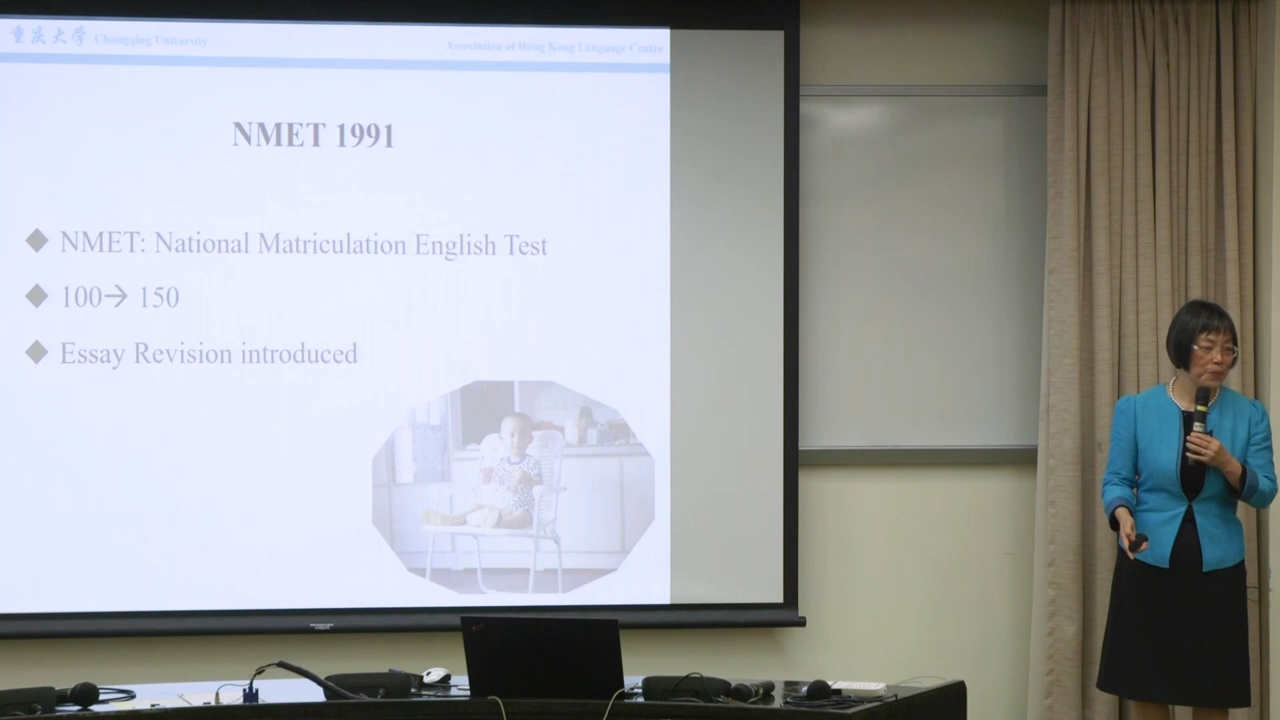 重庆大学 Chongqing University
Association of Hong Kong Language Centre
NMET 1991
NMET: National Matriculation English Test
100→ 150
Essay Revision introduced